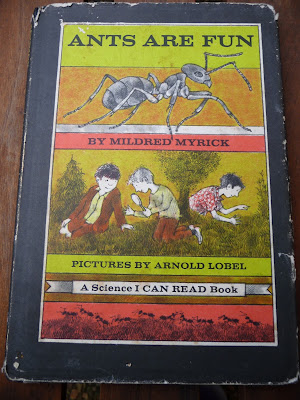 ANTS ARE FUN
BY MILDRED MYRICK
PICTURES BY ARNOLD LOBEL
A Science I CAN READ Book